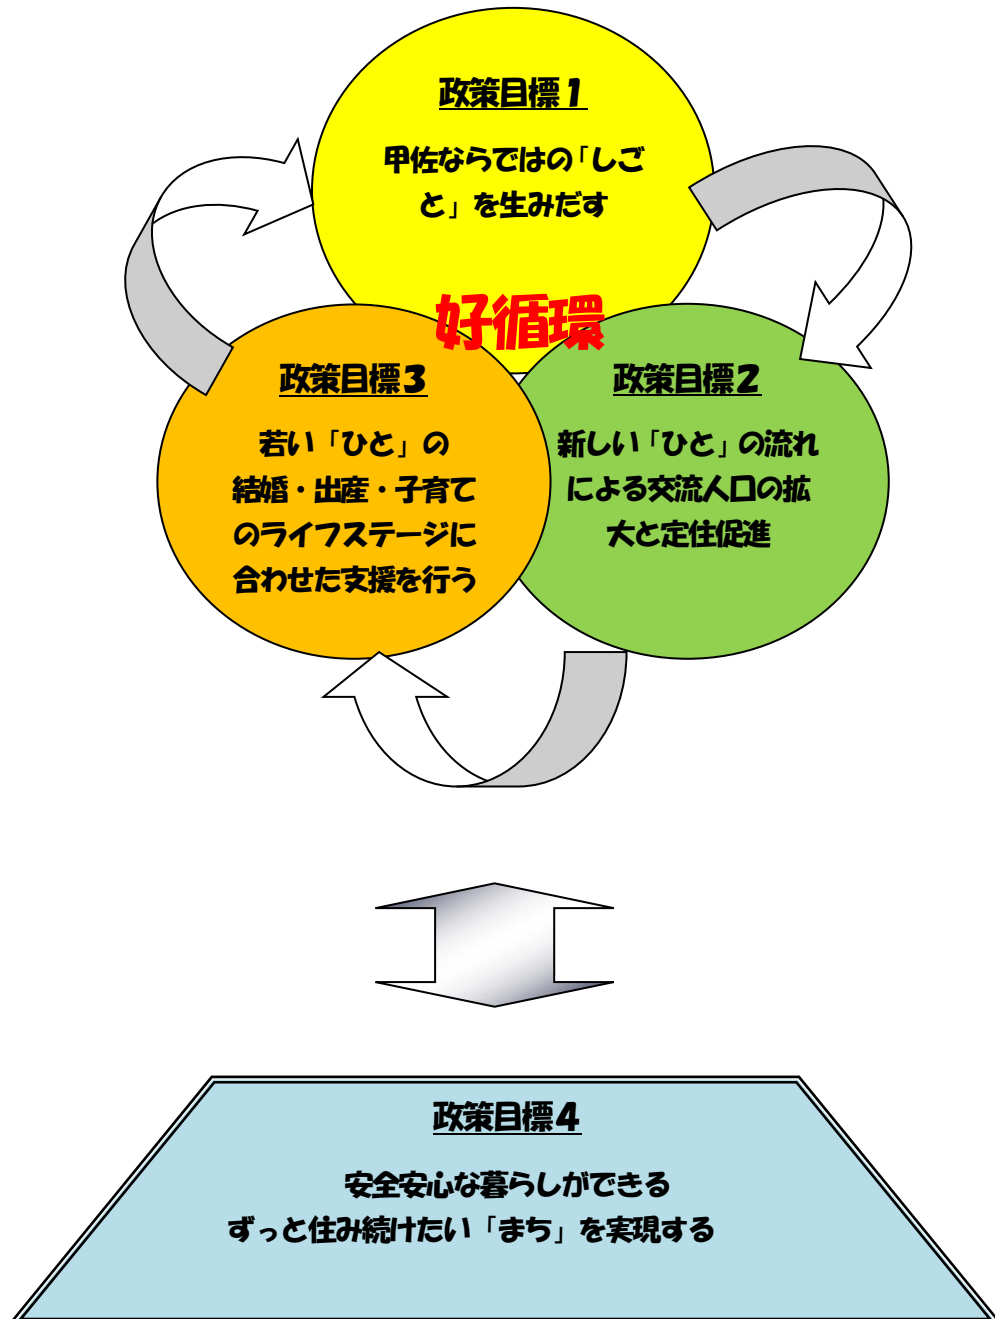 政策目標1
甲佐ならではの「しご
と」を生みだす
好循環
政策目標3
若い「ひと」の
結婚・出産・子育て
のライフステージに
合わせた支援を行う
政策目標2
新しい「ひと」の流れ
による交流人口の拡
大と定住促進
政策目標4
安全安心な暮らしができる
ずっと住み続けたい「まち」を実現する